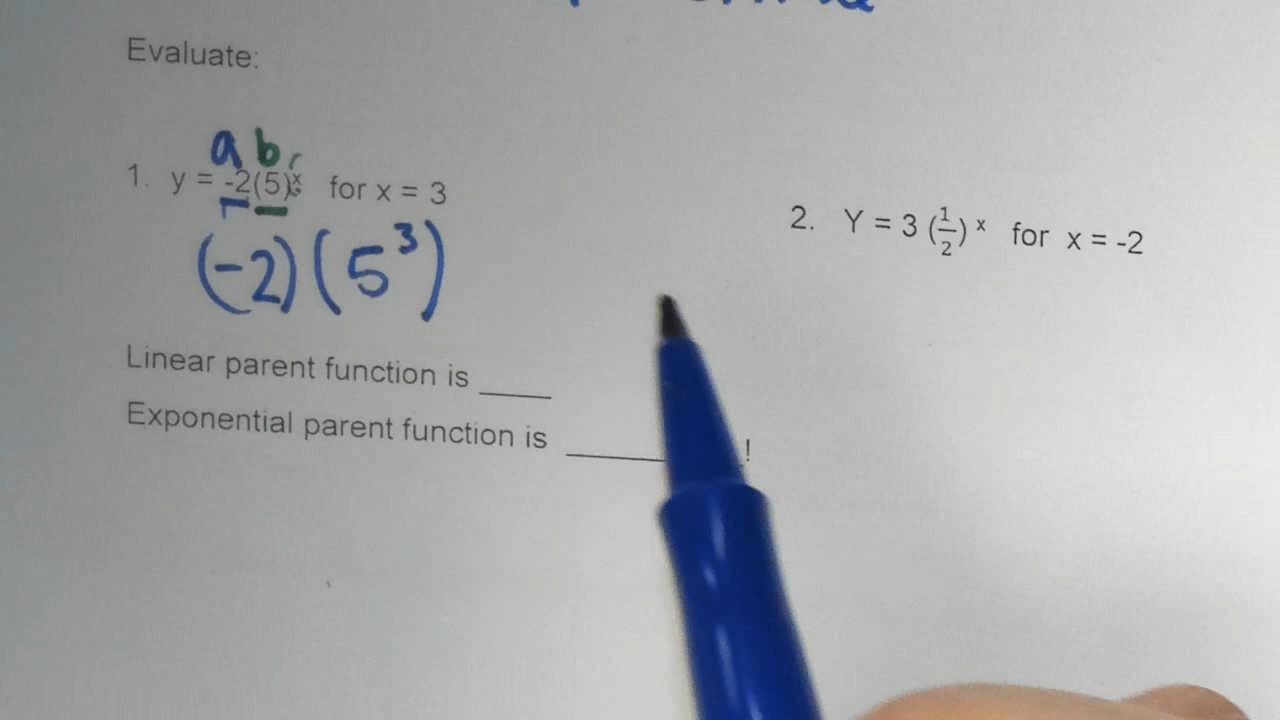 Evaluate:
a b
1. y = -2(5)ˣ for x = 3
(-2)(5³)
2. Y = 3 (1/2) ˣ for x = -2
Linear parent function is ____
Exponential parent function is ______ !